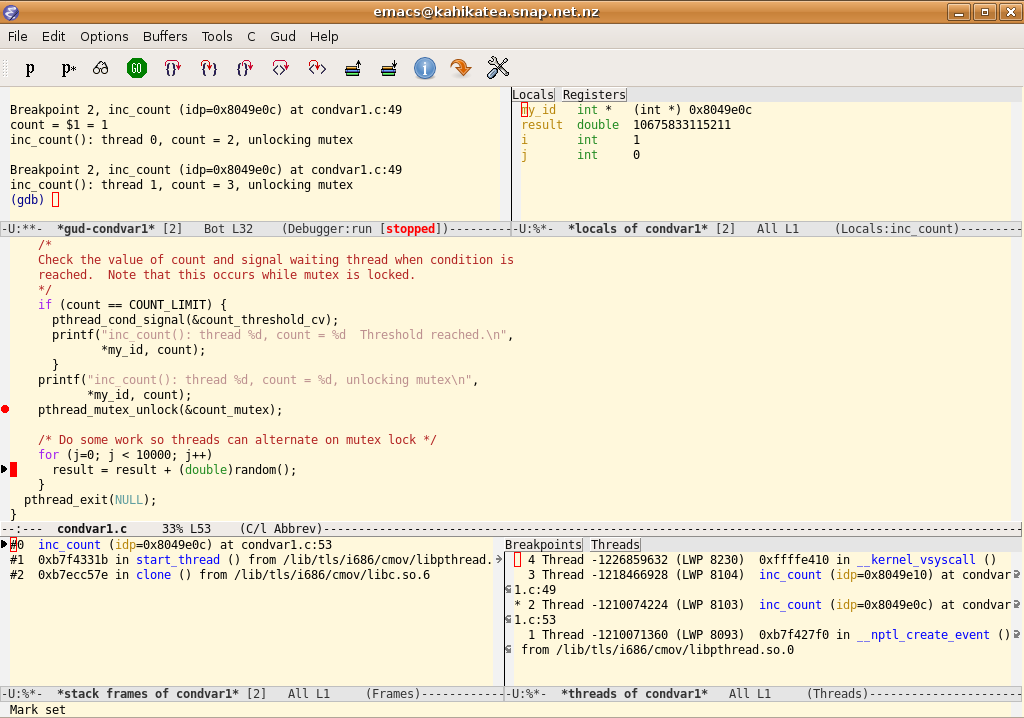 emacs@kahikatea.snap.net.nz
File Edit Options Buffers Tools C Gud Help
p p* GO {} {} {} <> <> i
Breakpoint 2, inc_count (idp=0x8049e0c) at condvar1.c:49
count = $1 = 1
inc_count(): thread 0, count = 2, unlocking mutex
Breakpoint 2, inc_count (idp=0x8049e0c) at condvar1.c:49
inc_count(): thread 1, count = 3, unlocking mutex
(gdb)
-U:**- *gud-condvar1* [2] Bot L32 (Debugger:run [stopped])---------
Locals Registers
my_id int * (int *) 0x8049e0c
result double 10675833115211
i int 1
j int 0
-U:%*- *locals of condvar1* [2] All L1 (Locals:inc_count)---------
/*
Check the value of count and signal waiting thread when condition is
reached. Note that this occurs while mutex is locked.
*/
if (count == COUNT_LIMIT) {
pthread_cond_signal(&count_threshold_cv);
printf("inc_count(): thread %d, count = %d  Threshold reached.\n",
*my_id, count);
}
printf("inc_count(): thread %d, count = %d, unlocking mutex\n",
*my_id, count);
pthread_mutex_unlock(&count_mutex);
/* Do some work so threads can alternate on mutex lock */
for (j=0; j < 10000; j++)
result = result + (double)random();
}
pthread_exit(NULL);
}
--:--- condvar1.c 33% L53 (C/l Abbrev)---------
#0 inc_count (idp=0x8049e0c) at condvar1.c:53
#1 0xb7f4331b in start_thread () from /lib/tls/i686/cmov/libpthread.
#2 0xb7ecc57e in clone () from /lib/tls/i686/cmov/libc.so.6
-U:%*- *stack frames of condvar1* [2] All L1 (Frames)------------
Breakpoints Threads
4 Thread -1226859632 (LWP 8230) 0xffffe410 in __kernel_vsyscall ()
3 Thread -1218466928 (LWP 8104) inc_count (idp=0x8049e10) at condvar
1.c:49
* 2 Thread -1210074224 (LWP 8103) inc_count (idp=0x8049e0c) at condvar
1.c:53
1 Thread -1210071360 (LWP 8093) 0xb7f427f0 in __nptl_create_event ()
from /lib/tls/i686/cmov/libpthread.so.0
-U:%*- *threads of condvar1* All L1 (Threads)---------
Mark set